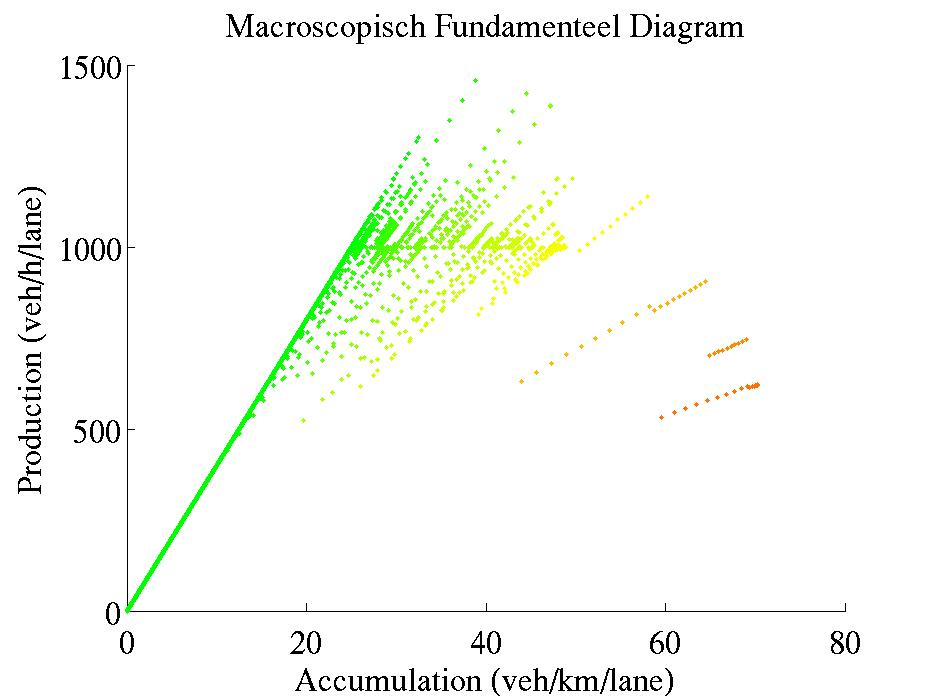 Macroscopisch Fundamenteel Diagram
1500
1000
500
0
0 20 40 60 80
Production (veh/h/lane)
Accumulation (veh/km/lane)